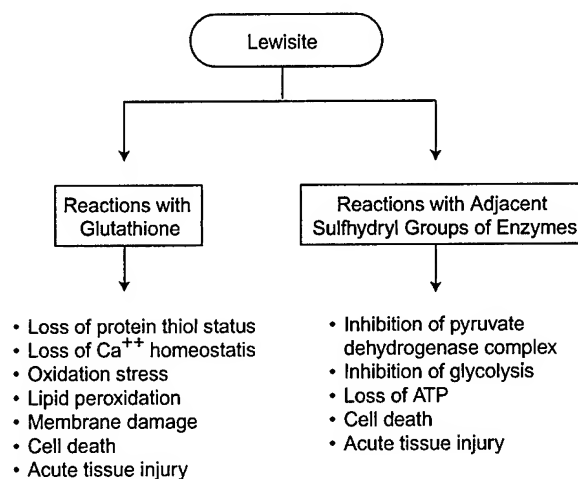 Lewisite
Reactions with
Glutathione
Reactions with Adjacent
Sulfhydryl Groups of Enzymes
• Loss of protein thiol status
• Loss of Ca++ homeostatis
• Oxidation stress
• Lipid peroxidation
• Membrane damage
• Cell death
• Acute tissue injury
• Inhibition of pyruvate
dehydrogenase complex
• Inhibition of glycolysis
• Loss of ATP
• Cell death
• Acute tissue injury